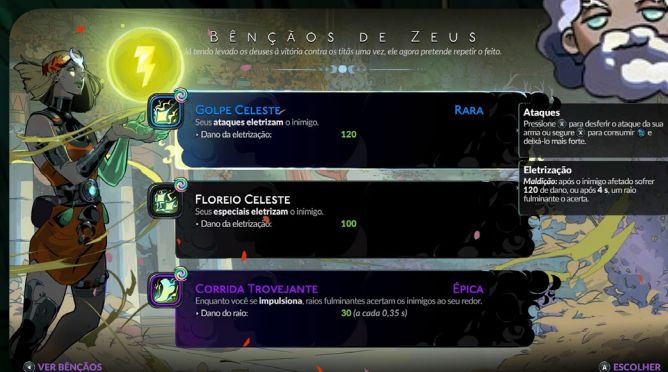 BÊNÇÃOS DE ZEUS
Já tendo levado os deuses à vitória contra os titãs uma vez, ele agora pretende repetir o feito.
GOLPE CELESTE RARA
Seus ataques eletrizam o inimigo.
• Dano da eletrização: 120
FLOREIO CELESTE
Seus especiais eletrizam o inimigo.
• Dano da eletrização: 100
CORRIDA TROVEJANTE ÉPICA
Enquanto você se impulsiona, raios fulminantes acertam os inimigos ao seu redor.
• Dano do raio: 30 (a cada 0,35 s)
Ataques
Pressione X para desferir o ataque da sua
arma ou segure X para consumir e
deixá-lo mais forte.
Eletrização
Maldição: após o inimigo afetado sofrer
120 de dano, ou após 4 s, um raio
fulminante o acerta.
VER BÊNÇÃOS
A ESCOLHER